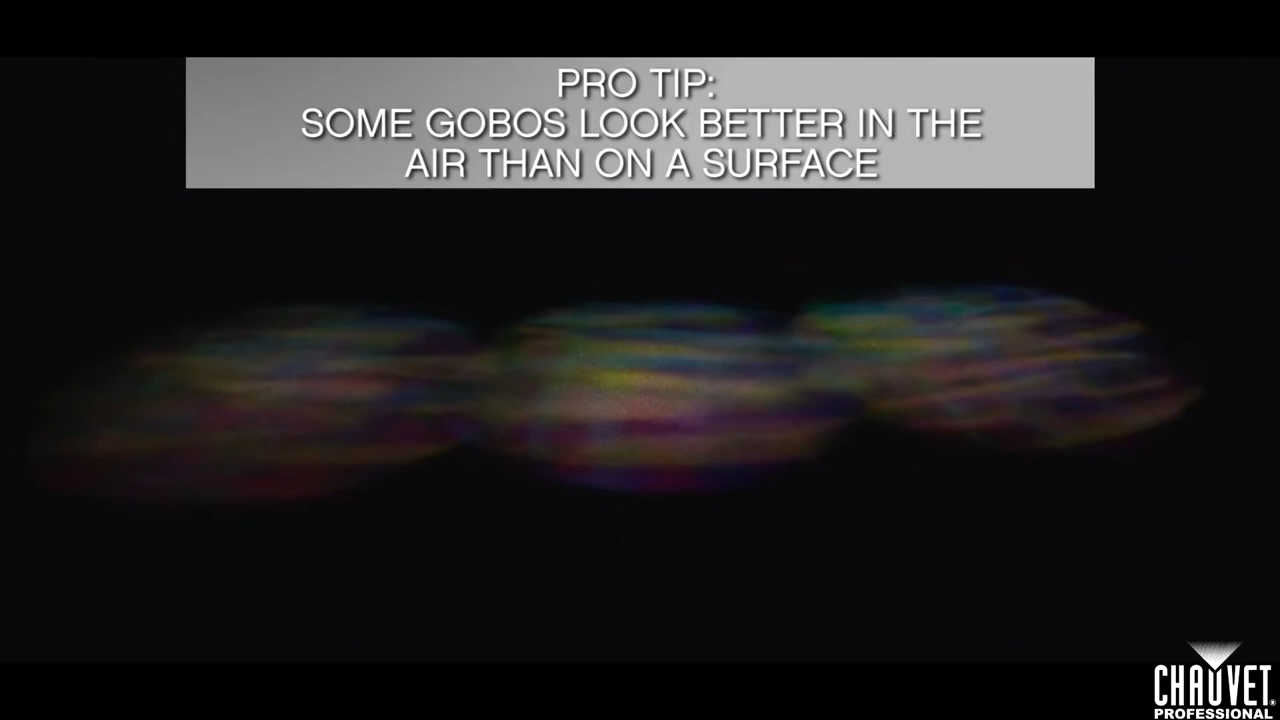 PRO TIP:
SOME GOBOS LOOK BETTER IN THE
AIR THAN ON A SURFACE
CHAUVET®
PROFESSIONAL